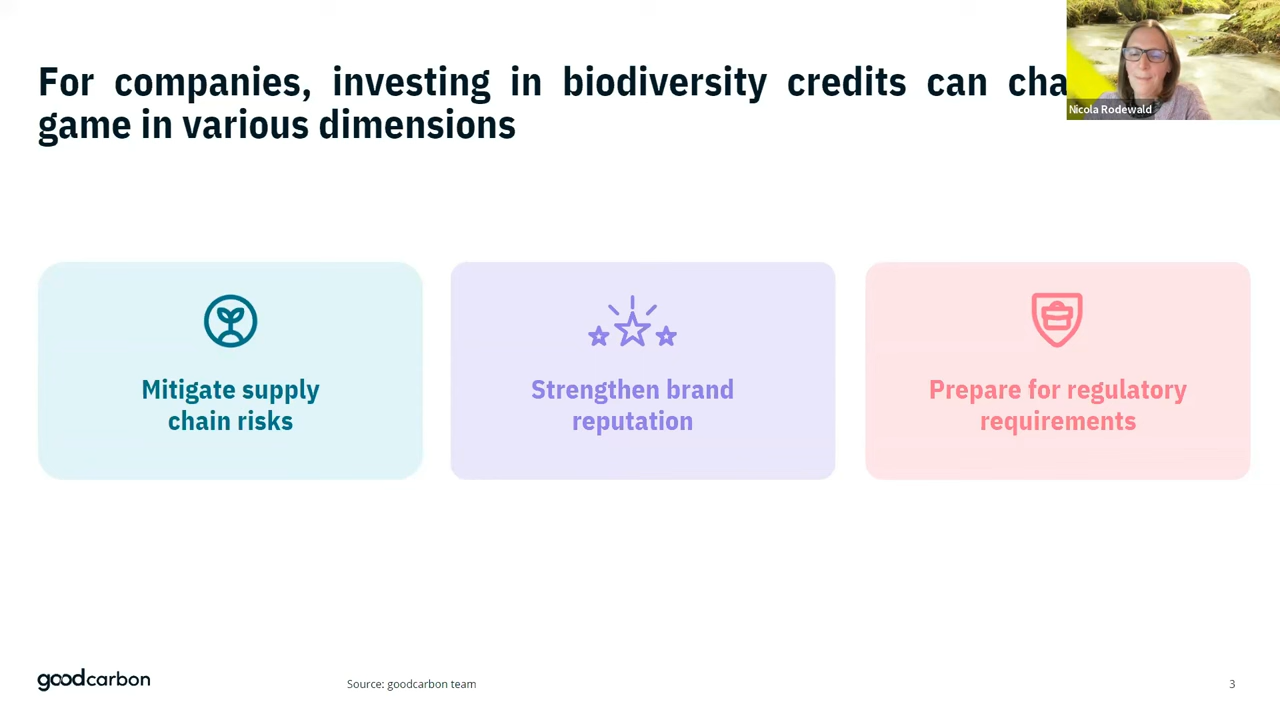 For companies, investing in biodiversity credits can cha
game in various dimensions
Nicola Rodewald
Mitigate supply
chain risks
Strengthen brand
reputation
Prepare for regulatory
requirements
goodcarbon
Source: goodcarbon team
3